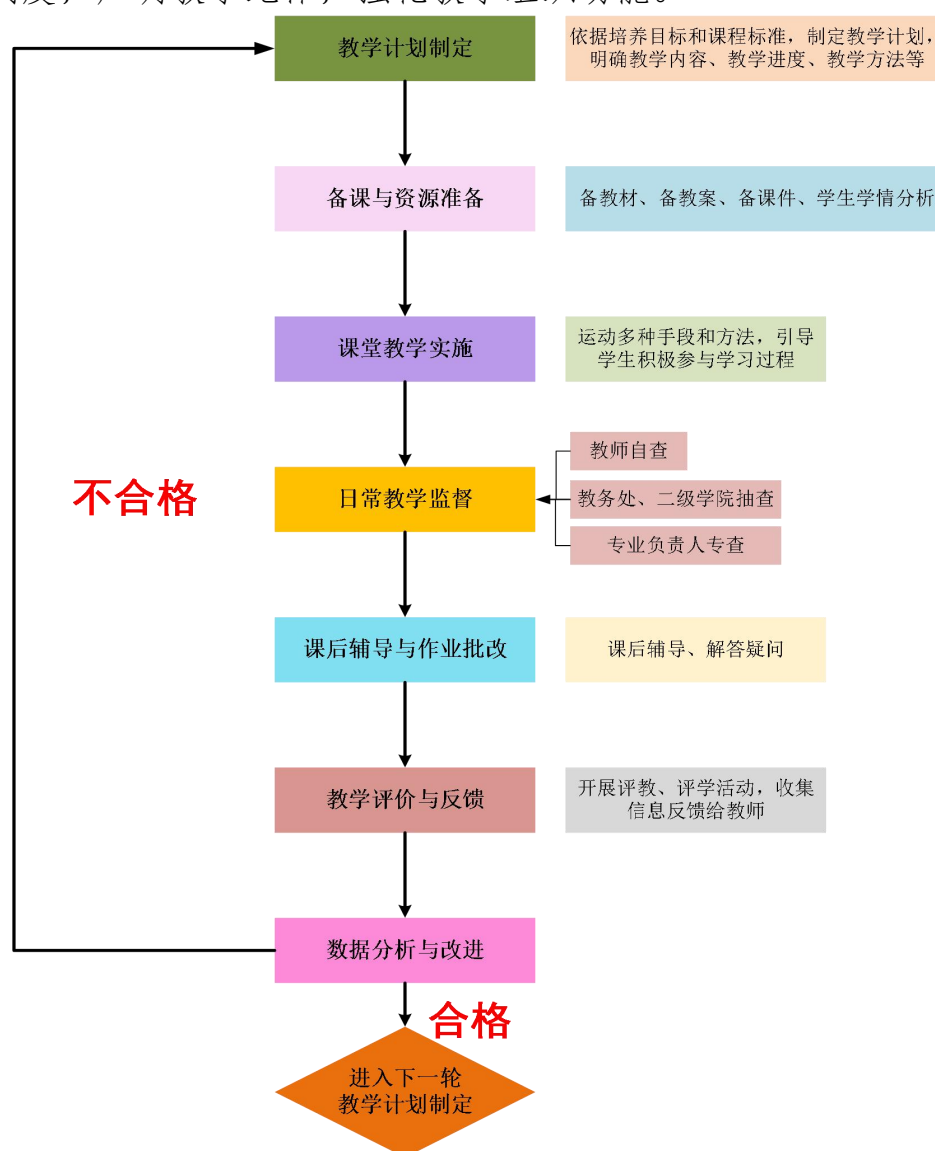 教学计划制定
依据培养目标和课程标准，制定教学计划，
明确教学内容、教学进度、教学方法等
备课与资源准备
备教材、备教案、备课件、学生学情分析
课堂教学实施
运动多种手段和方法，引导
学生积极参与学习过程
教师自查
不合格
日常教学监督
教务处、二级学院抽查
专业负责人专查
课后辅导与作业批改
课后辅导、解答疑问
教学评价与反馈
开展评教、评学活动，收集
信息反馈给教师
数据分析与改进
合格
进入下一轮
教学计划制定